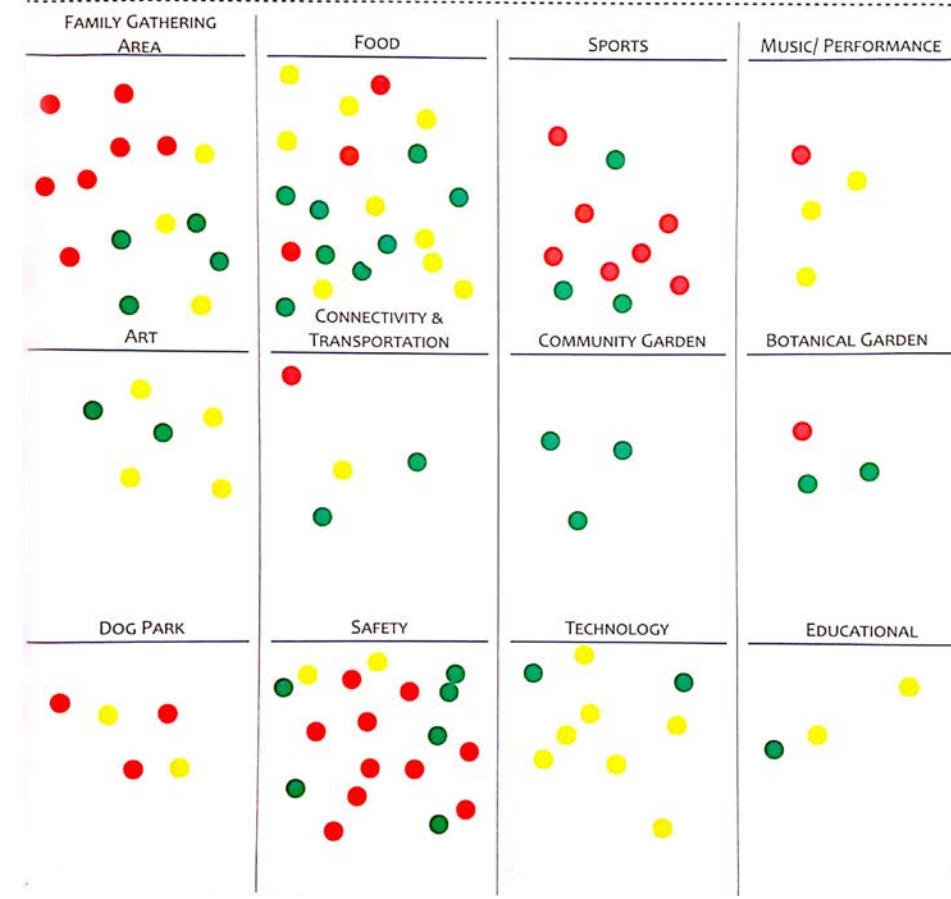 FAMILY GATHERING
AREA
FOOD
SPORTS
MUSIC/ PERFORMANCE
ART
CONNECTIVITY &
TRANSPORTATION
COMMUNITY GARDEN
BOTANICAL GARDEN
DOG PARK
SAFETY
TECHNOLOGY
EDUCATIONAL